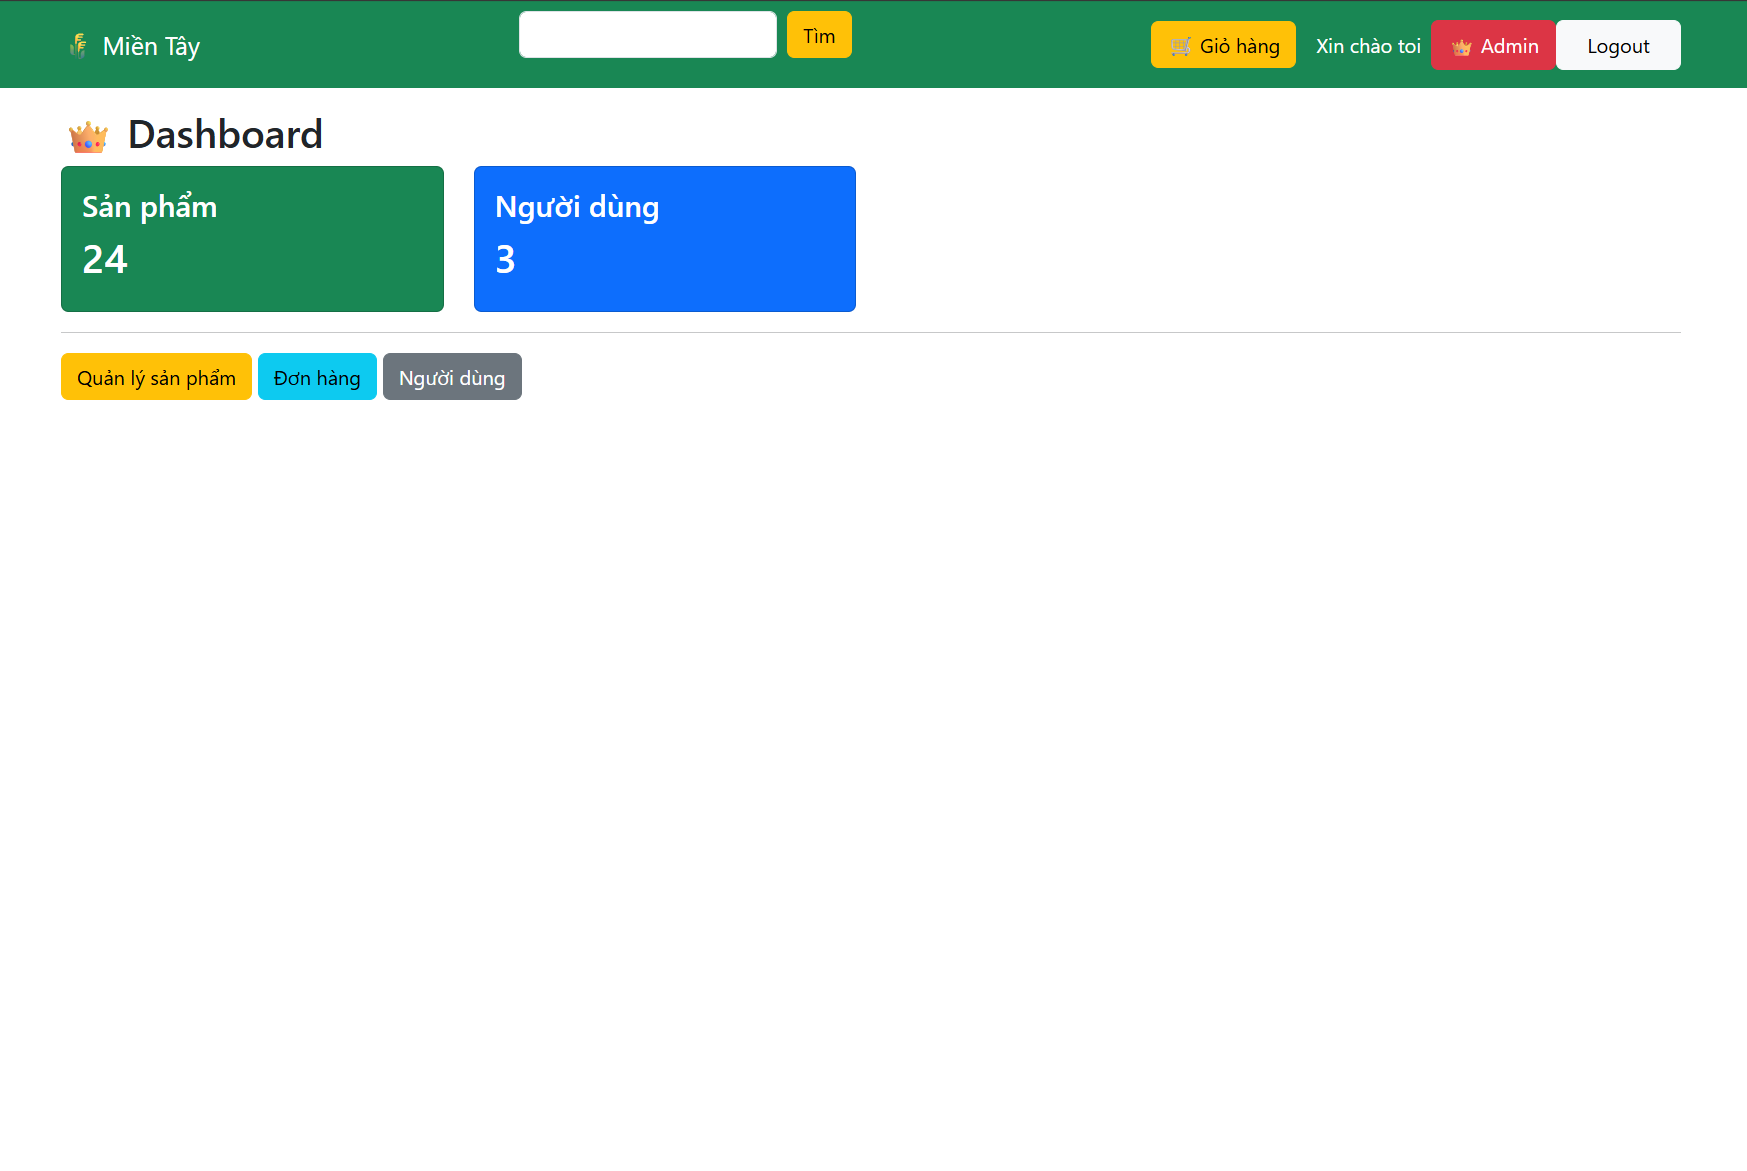 Miền Tây
Tìm
Giỏ hàng
Xin chào toi
Admin
Logout
Dashboard
Sản phẩm
24
Người dùng
3
Quản lý sản phẩm
Đơn hàng
Người dùng